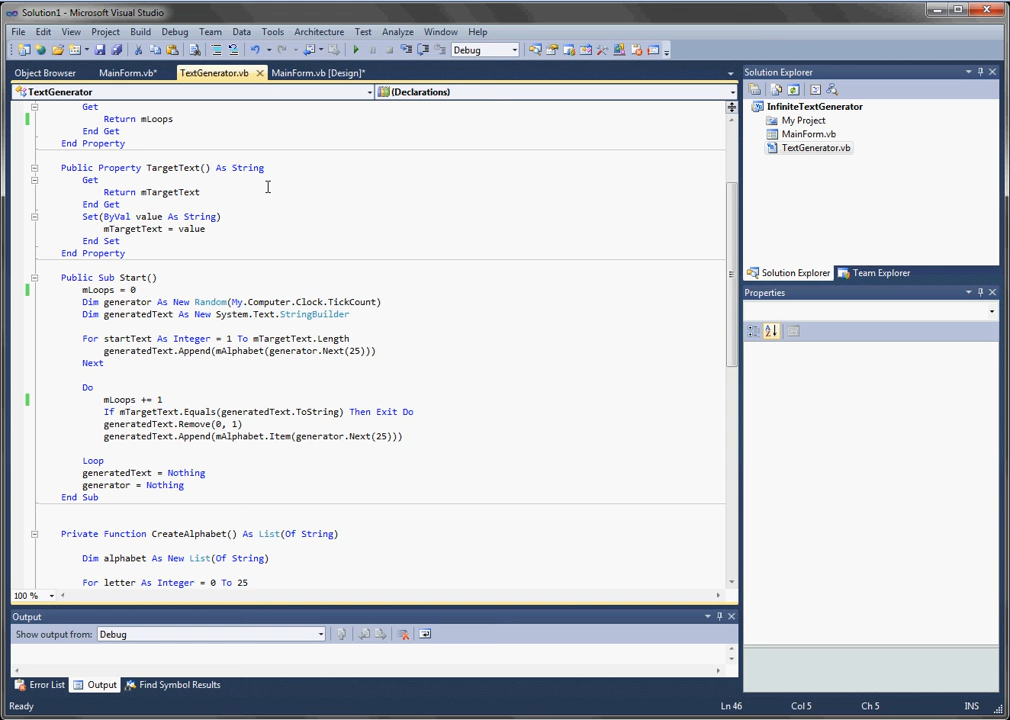 Solution1 - Microsoft Visual Studio
File Edit View Project Build Debug Team Data Tools Architecture Test Analyze Window Help
Debug
Object Browser MainForm.vb* TextGenerator.vb MainForm.vb [Design]*
TextGenerator (Declarations)
Get
Return mLoops
End Get
End Property
Public Property TargetText() As String
Get
Return mTargetText
End Get
Set(ByVal value As String)
mTargetText = value
End Set
End Property
Public Sub Start()
mLoops = 0
Dim generator As New Random(My.Computer.Clock.TickCount)
Dim generatedText As New System.Text.StringBuilder
For startText As Integer = 1 To mTargetText.Length
generatedText.Append(mAlphabet(generator.Next(25)))
Next
Do
mLoops += 1
If mTargetText.Equals(generatedText.ToString) Then Exit Do
generatedText.Remove(0, 1)
generatedText.Append(mAlphabet.Item(generator.Next(25)))
Loop
generatedText = Nothing
generator = Nothing
End Sub
Private Function CreateAlphabet() As List(Of String)
Dim alphabet As New List(Of String)
For letter As Integer = 0 To 25
100 %
Output
Show output from: Debug
Error List Output Find Symbol Results
Solution Explorer
InfiniteTextGenerator
My Project
MainForm.vb
TextGenerator.vb
Solution Explorer Team Explorer
Properties
Ready Ln 46 Col 5 Ch 5 INS